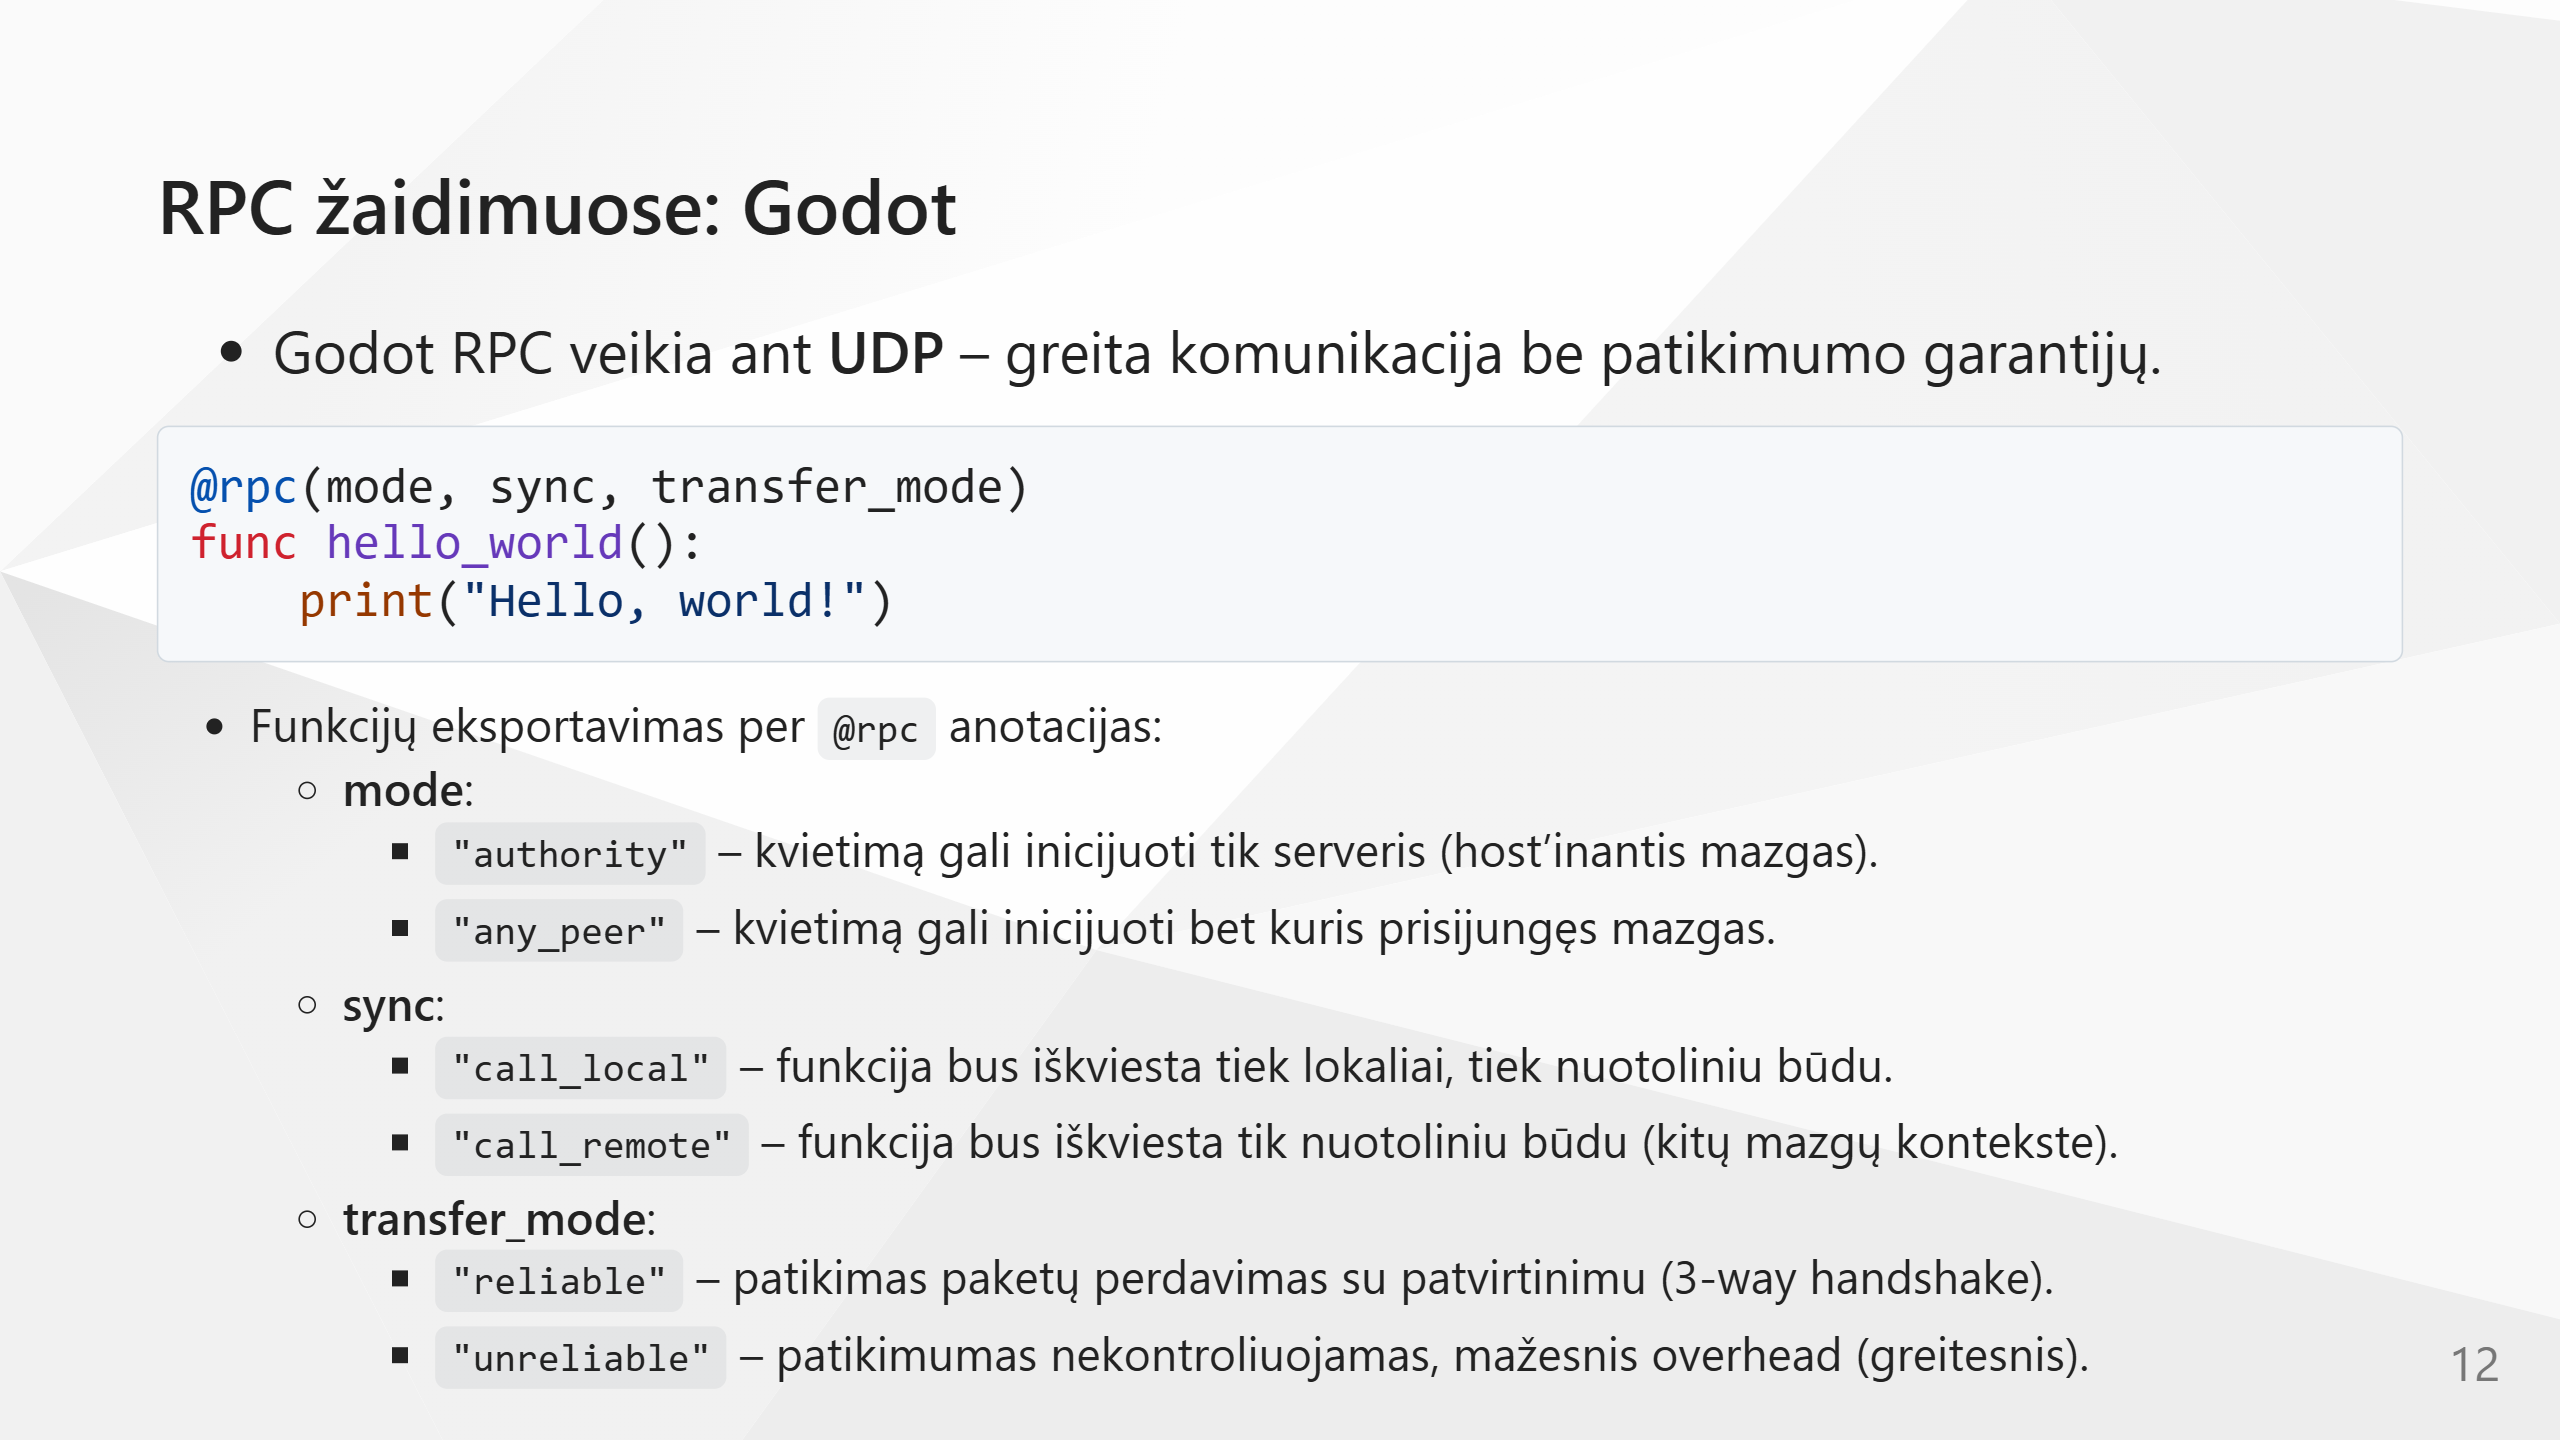 RPC žaidimuose: Godot
• Godot RPC veikia ant UDP – greita komunikacija be patikimumo garantijų.
@rpc(mode, sync, transfer_mode)
func hello_world():
    print("Hello, world!")
• Funkcijų eksportavimas per @rpc anotacijas:
○ mode:
▪ "authority" – kvietimą gali inicijuoti tik serveris (host’inantis mazgas).
▪ "any_peer" – kvietimą gali inicijuoti bet kuris prisijungęs mazgas.
○ sync:
▪ "call_local" – funkcija bus iškviesta tiek lokaliai, tiek nuotoliniu būdu.
▪ "call_remote" – funkcija bus iškviesta tik nuotoliniu būdu (kitų mazgų kontekste).
○ transfer_mode:
▪ "reliable" – patikimas paketų perdavimas su patvirtinimu (3-way handshake).
▪ "unreliable" – patikimumas nekontroliuojamas, mažesnis overhead (greitesnis).
12